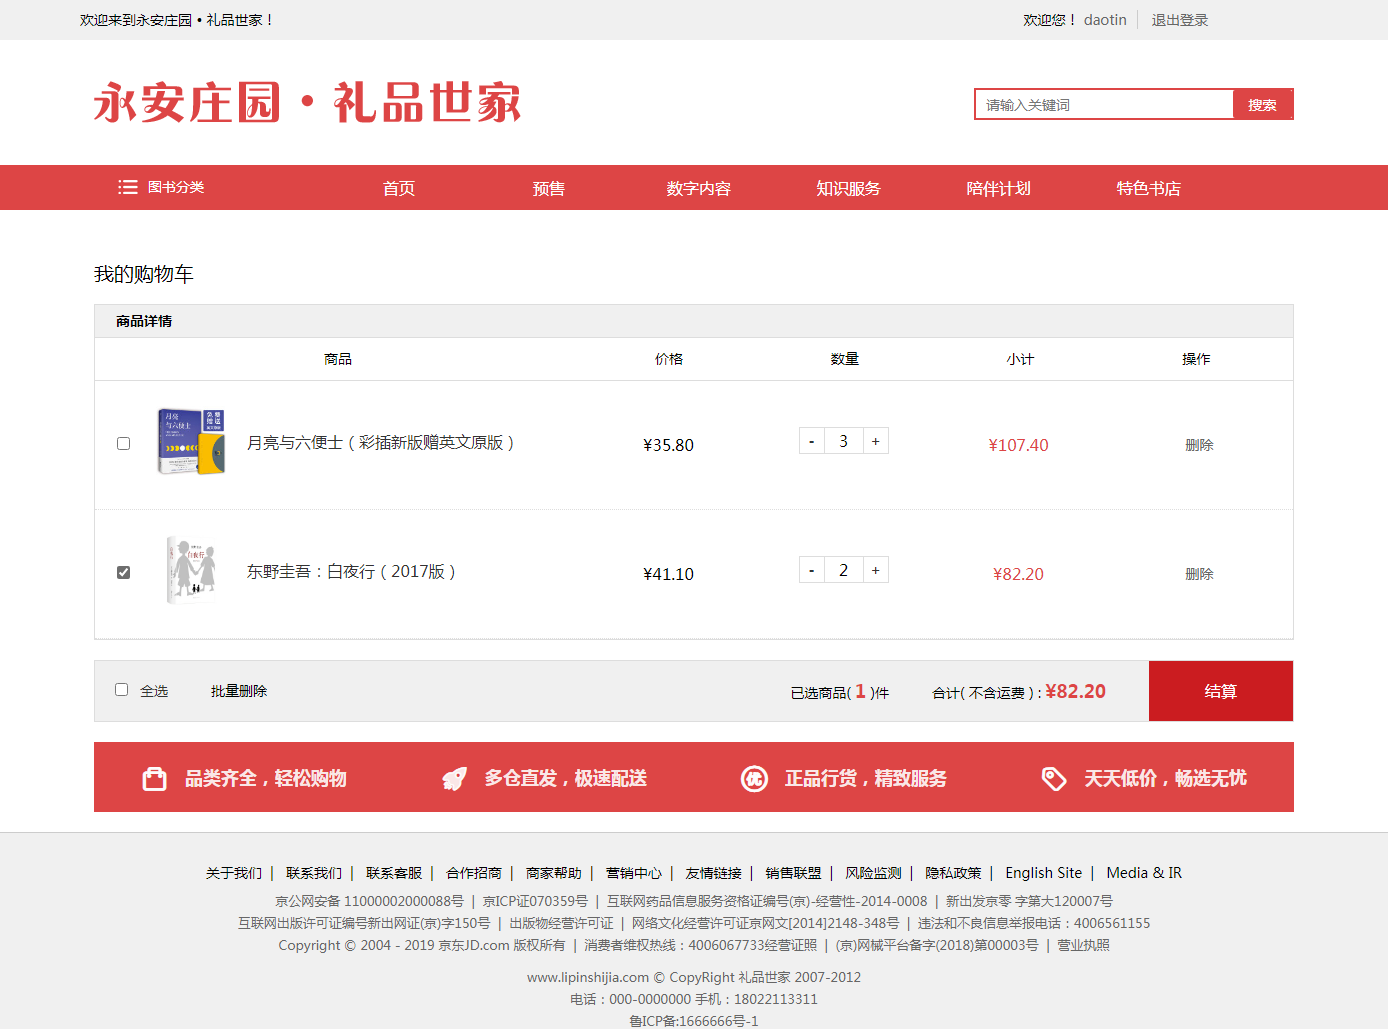 欢迎来到永安庄园 • 礼品世家！
欢迎您！ daotin 退出登录
永安庄园 • 礼品世家
请输入关键词 搜索
图书分类 首页 预售 数字内容 知识服务 陪伴计划 特色书店
我的购物车
商品详情
商品 价格 数量 小计 操作
月亮与六便士（彩插新版赠英文原版） ¥35.80 - 3 + ¥107.40 删除
东野圭吾：白夜行（2017版） ¥41.10 - 2 + ¥82.20 删除
全选 批量删除 已选商品( 1 )件 合计( 不含运费 ) : ¥82.20 结算
品类齐全，轻松购物 多仓直发，极速配送 优 正品行货，精致服务 天天低价，畅选无忧
关于我们 | 联系我们 | 联系客服 | 合作招商 | 商家帮助 | 营销中心 | 友情链接 | 销售联盟 | 风险监测 | 隐私政策 | English Site | Media & IR
京公网安备 11000002000088号 | 京ICP证070359号 | 互联网药品信息服务资格证编号(京)-经营性-2014-0008 | 新出发京零 字第大120007号
互联网出版许可证编号新出网证(京)字150号 | 出版物经营许可证 | 网络文化经营许可证京网文[2014]2148-348号 | 违法和不良信息举报电话：4006561155
Copyright © 2004 - 2019 京东JD.com 版权所有 | 消费者维权热线：4006067733经营证照 | (京)网械平台备字(2018)第00003号 | 营业执照
www.lipinshijia.com © CopyRight 礼品世家 2007-2012
电话：000-0000000 手机：18022113311
鲁ICP备:1666666号-1